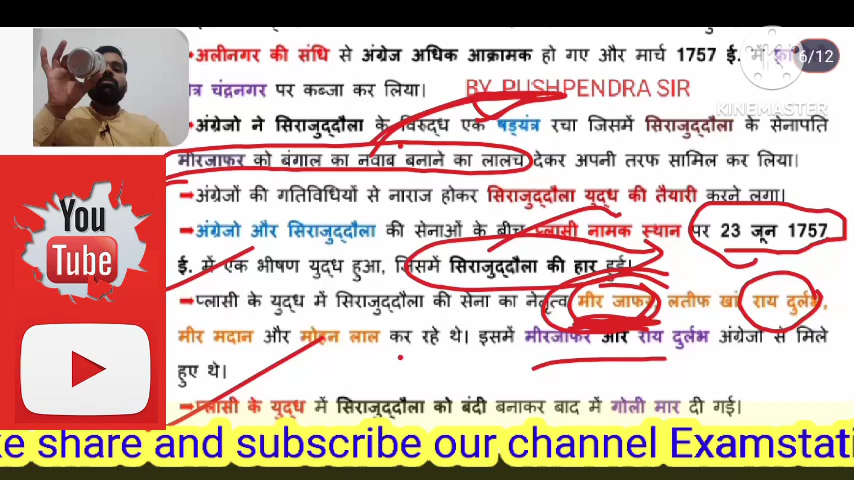 ➡अलीनगर की संधि से अंग्रेज अधिक आक्रामक हो गए और मार्च 1757 ई. में
6/12
चंद्रनगर पर कब्जा कर लिया।
BY PUSHPENDRA SIR
KINEMASTER
➡अंग्रेजो ने सिराजुद्दौला के विरुद्ध एक षड्यंत्र रचा जिसमें सिराजुद्दौला के सेनापति
मीरजाफर को बंगाल का नवाब बनाने का लालच देकर अपनी तरफ सामिल कर लिया।
➡अंग्रेजों की गतिविधियों से नाराज होकर सिराजुद्दौला युद्ध की तैयारी करने लगा।
➡अंग्रेजो और सिराजुद्दौला की सेनाओं के बीच प्लासी नामक स्थान पर 23 जून 1757
ई. में एक भीषण युद्ध हुआ, जिसमें सिराजुद्दौला की हार हुई।
➡प्लासी के युद्ध में सिराजुद्दौला की सेना का नेतृत्व मीर जाफर, लतीफ खां, राय दुर्लभ,
मीर मदान और मोहन लाल कर रहे थे। इसमें मीरजाफर और राय दुर्लभ अंग्रेजो से मिले
हुए थे।
➡प्लासी के युद्ध में सिराजुद्दौला को बंदी बनाकर बाद में गोली मार दी गई।
You
Tube
ke share and subscribe our channel Examstati